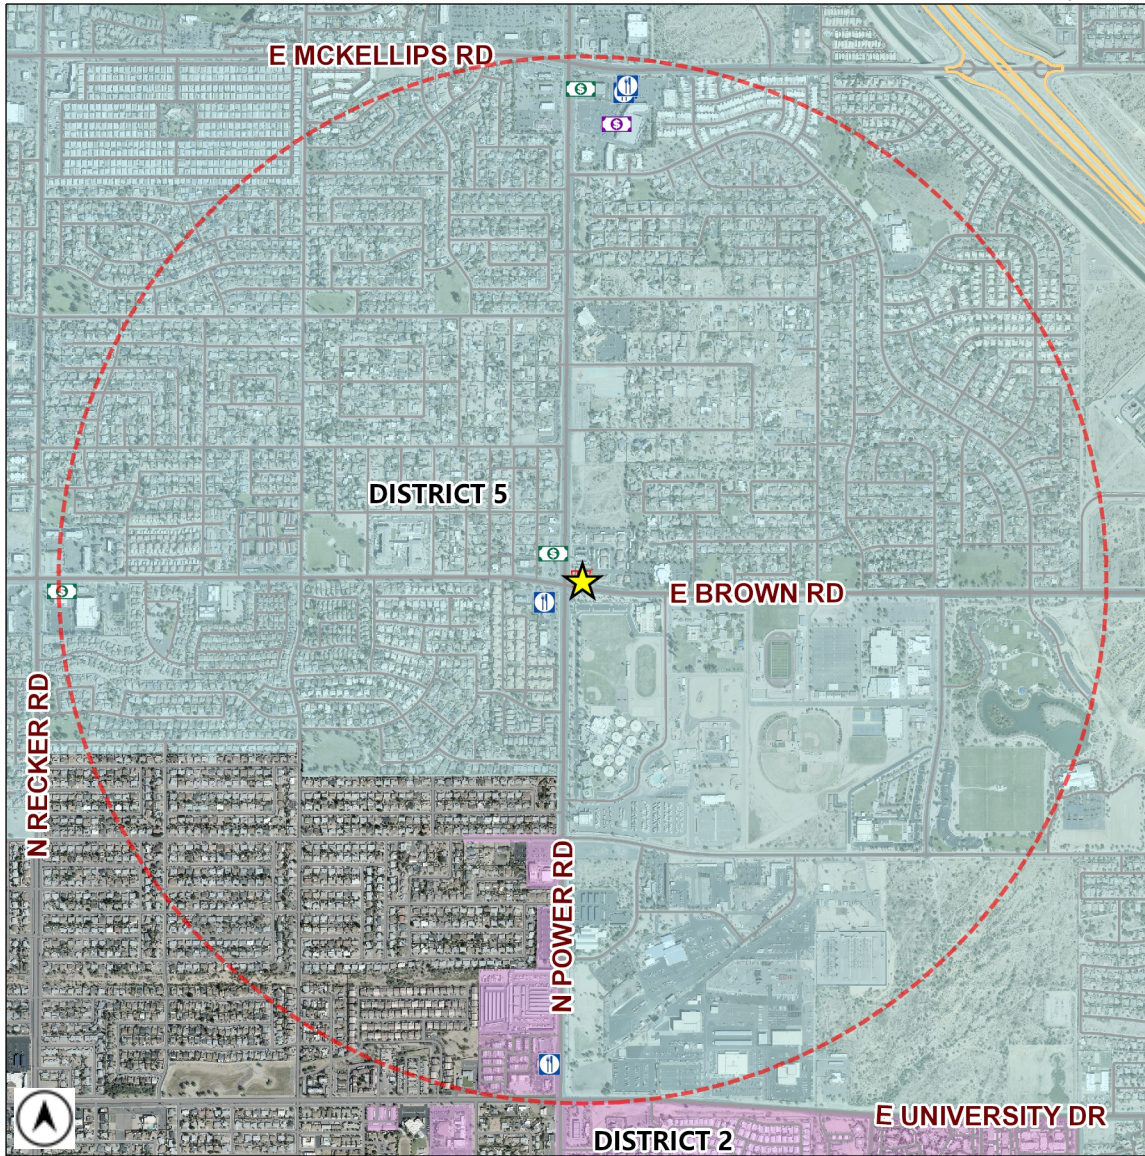 E MCKELLIPS RD
DISTRICT 5
E BROWN RD
N RECKER RD
N POWER RD
E UNIVERSITY DR
DISTRICT 2